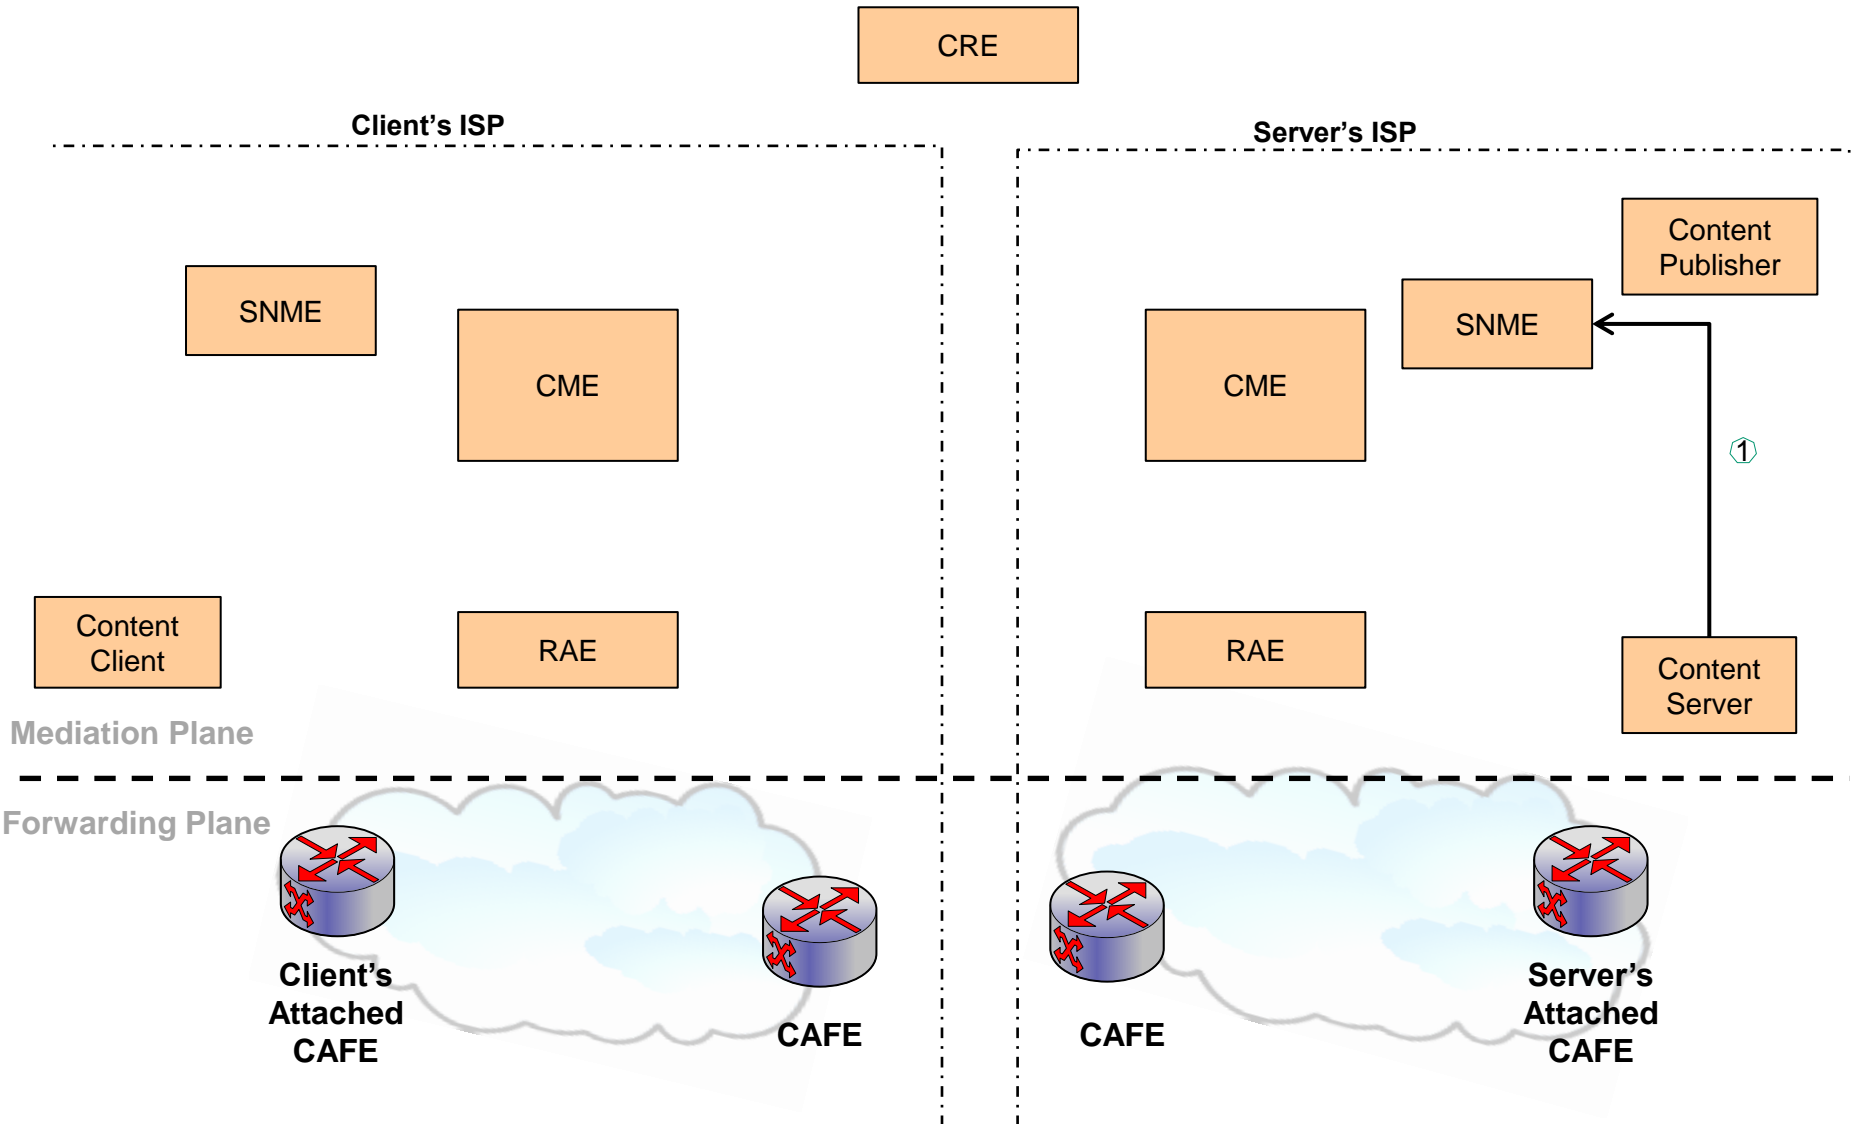 CRE
Client's ISP
Server's ISP
Content
Publisher
SNME
SNME
CME
CME
1
Content
Client
RAE
RAE
Content
Server
Mediation Plane
Forwarding Plane
Client's
Attached
CAFE
CAFE
CAFE
Server's
Attached
CAFE